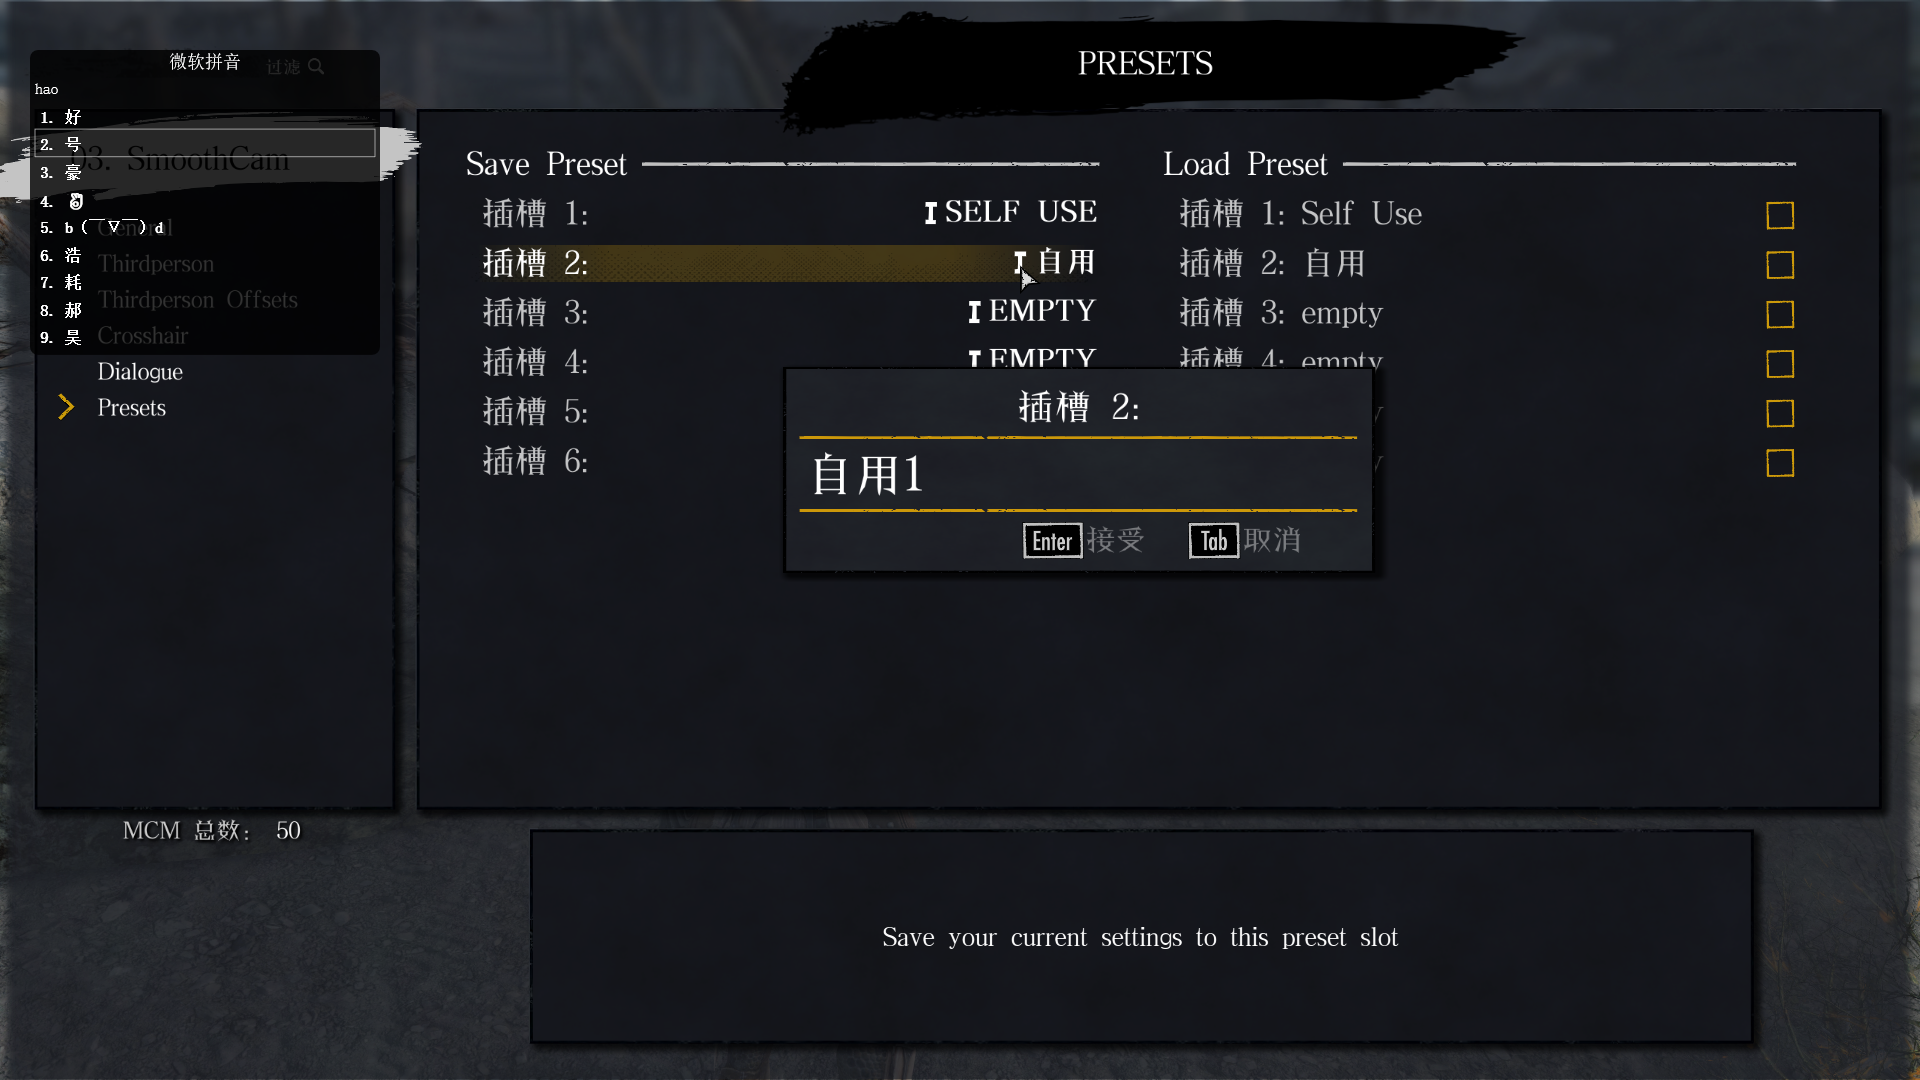 PRESETS
微软拼音
过滤
hao
1. 好
2. 号
3. 豪
4.
5. b (￣▽￣) d
6. 浩
7. 耗
8. 郝
9. 昊
03. SmoothCam
General
Thirdperson
Thirdperson Offsets
Crosshair
Dialogue
Presets
MCM 总数： 50
Save Preset
插槽 1: SELF USE
插槽 2: 自用
插槽 3: EMPTY
插槽 4: EMPTY
插槽 5:
插槽 6:
Load Preset
插槽 1: Self Use
插槽 2: 自用
插槽 3: empty
插槽 4: empty
插槽 2:
自用1
Enter 接受 Tab 取消
Save your current settings to this preset slot